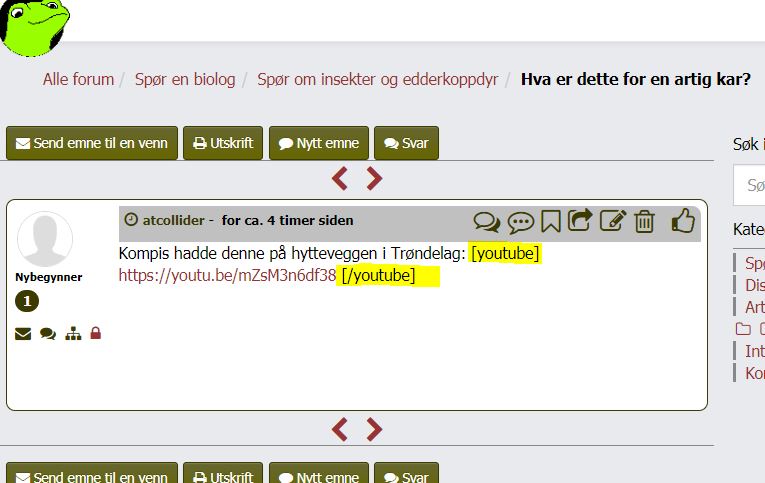 Alle forum / Spør en biolog / Spør om insekter og edderkoppdyr / Hva er dette for en artig kar?
Send emne til en venn Utskrift Nytt emne Svar
Søk i
Sø
atcollider - for ca. 4 timer siden
Kompis hadde denne på hytteveggen i Trøndelag: [youtube]
https://youtu.be/mZsM3n6df38 [/youtube]
Nybegynner
1
Kate
Spø
Dis
Art
Int
Kon
Send emne til en venn Utskrift Nytt emne Svar